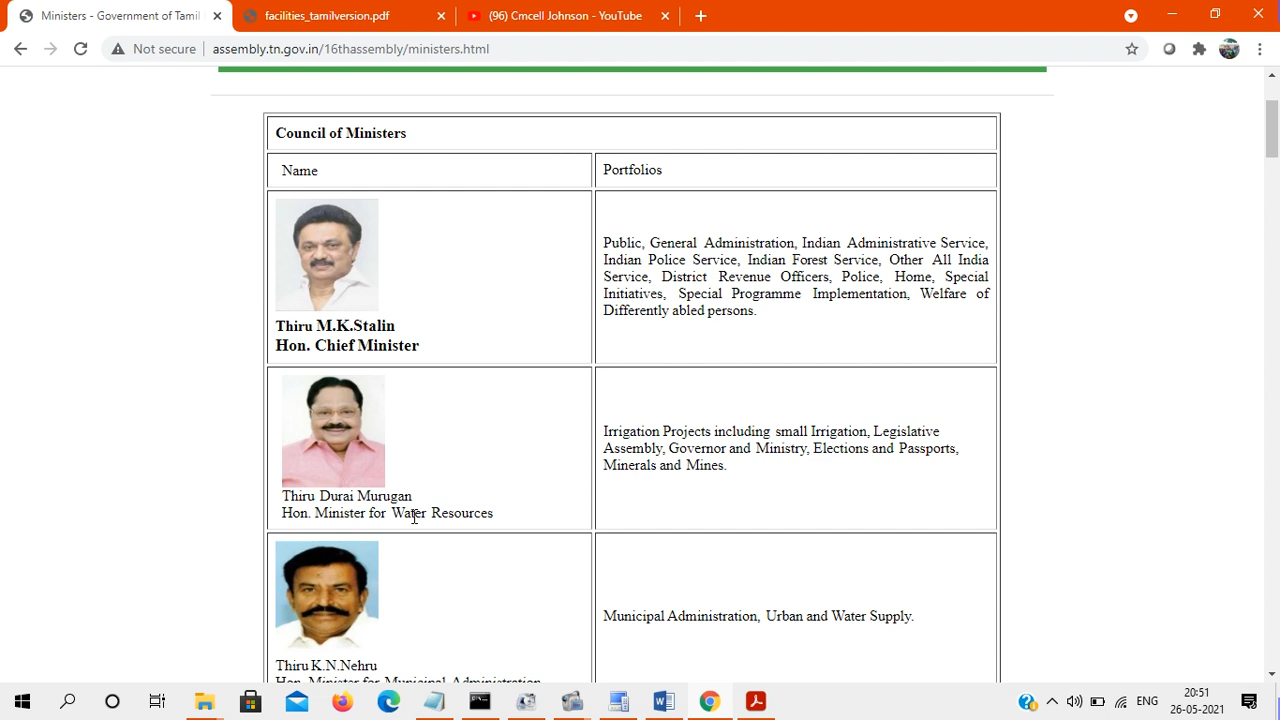 Ministers - Government of Tamil
facilities_tamilversion.pdf
(96) Cmcell Johnson - YouTube
Not secure
assembly.tn.gov.in/16thassembly/ministers.html
Council of Ministers
Name
Portfolios
Thiru M.K.Stalin
Hon. Chief Minister
Public, General Administration, Indian Administrative Service,
Indian Police Service, Indian Forest Service, Other All India
Service, District Revenue Officers, Police, Home, Special
Initiatives, Special Programme Implementation, Welfare of
Differently abled persons.
Thiru Durai Murugan
Hon. Minister for Water Resources
Irrigation Projects including small Irrigation, Legislative
Assembly, Governor and Ministry, Elections and Passports,
Minerals and Mines.
Thiru K.N.Nehru
Hon. Minister for Municipal Administration
Municipal Administration, Urban and Water Supply.
ENG
20:51
26-05-2021